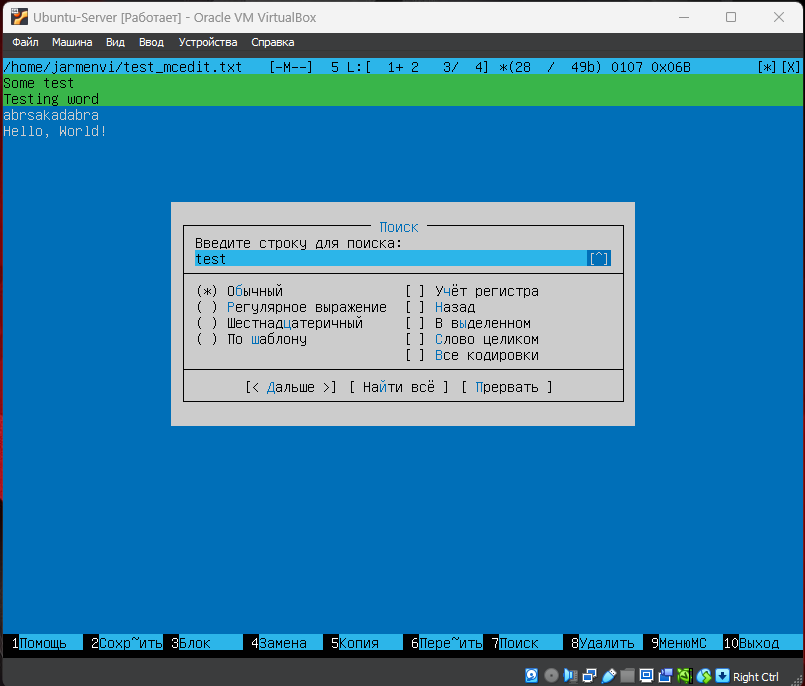 Ubuntu-Server [Работает] - Oracle VM VirtualBox
Файл Машина Вид Ввод Устройства Справка
/home/jarmenvi/test_mcedit.txt [-M--] 5 L:[ 1+ 2 3/ 4] *(28 / 49b) 0107 0x06B [*][X]
Some test
Testing word
abrsakadabra
Hello, World!
Поиск
Введите строку для поиска:
test [^]
(*) Обычный [ ] Учёт регистра
( ) Регулярное выражение [ ] Назад
( ) Шестнадцатеричный [ ] В выделенном
( ) По шаблону [ ] Слово целиком
[ ] Все кодировки
[< Дальше >] [ Найти всё ] [ Прервать ]
1Помощь 2Сохр~ить 3Блок 4Замена 5Копия 6Пере~ить 7Поиск 8Удалить 9МенюМС 10Выход
Right Ctrl